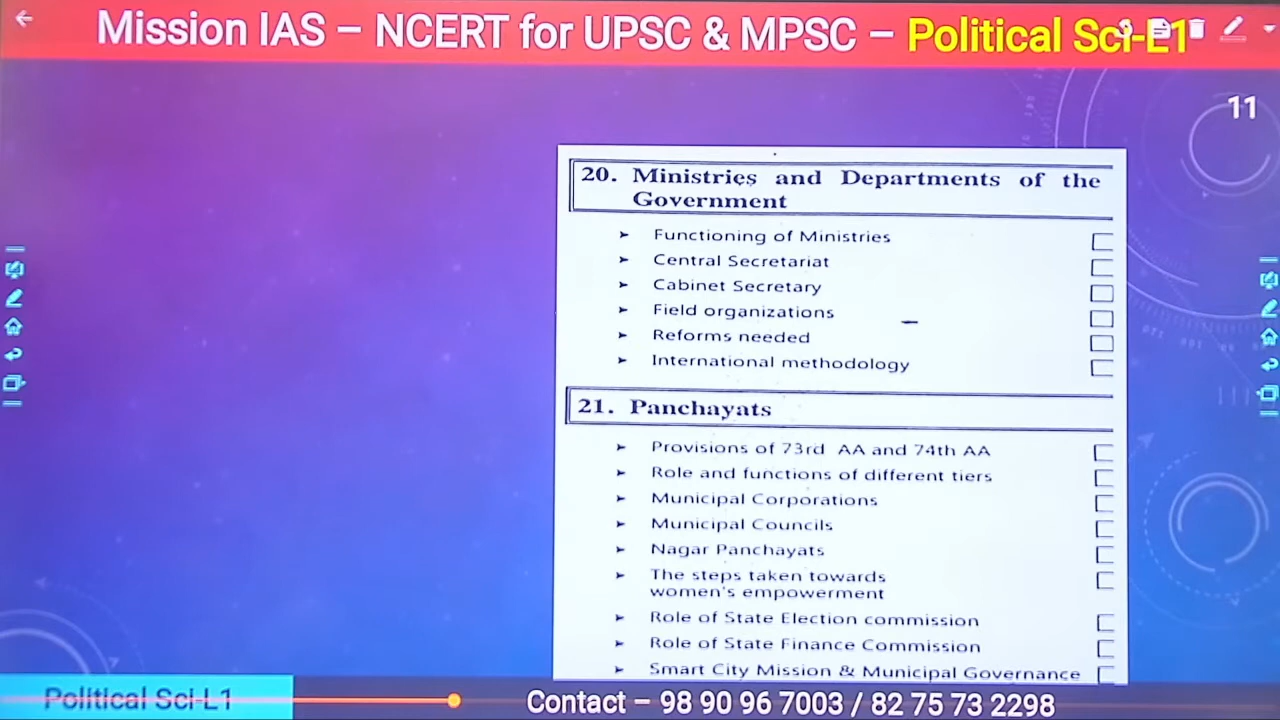 Mission IAS – NCERT for UPSC & MPSC – Political Sci-L1
11
20. Ministries and Departments of the
Government
➤ Functioning of Ministries
➤ Central Secretariat
➤ Cabinet Secretary
➤ Field organizations
➤ Reforms needed
➤ International methodology
21. Panchayats
➤ Provisions of 73rd AA and 74th AA
➤ Role and functions of different tiers
➤ Municipal Corporations
➤ Municipal Councils
➤ Nagar Panchayats
➤ The steps taken towards
women's empowerment
➤ Role of State Election commission
➤ Role of State Finance Commission
➤ Smart City Mission & Municipal Governance
Political Sci-L1
Contact – 98 90 96 7003 / 82 75 73 2298